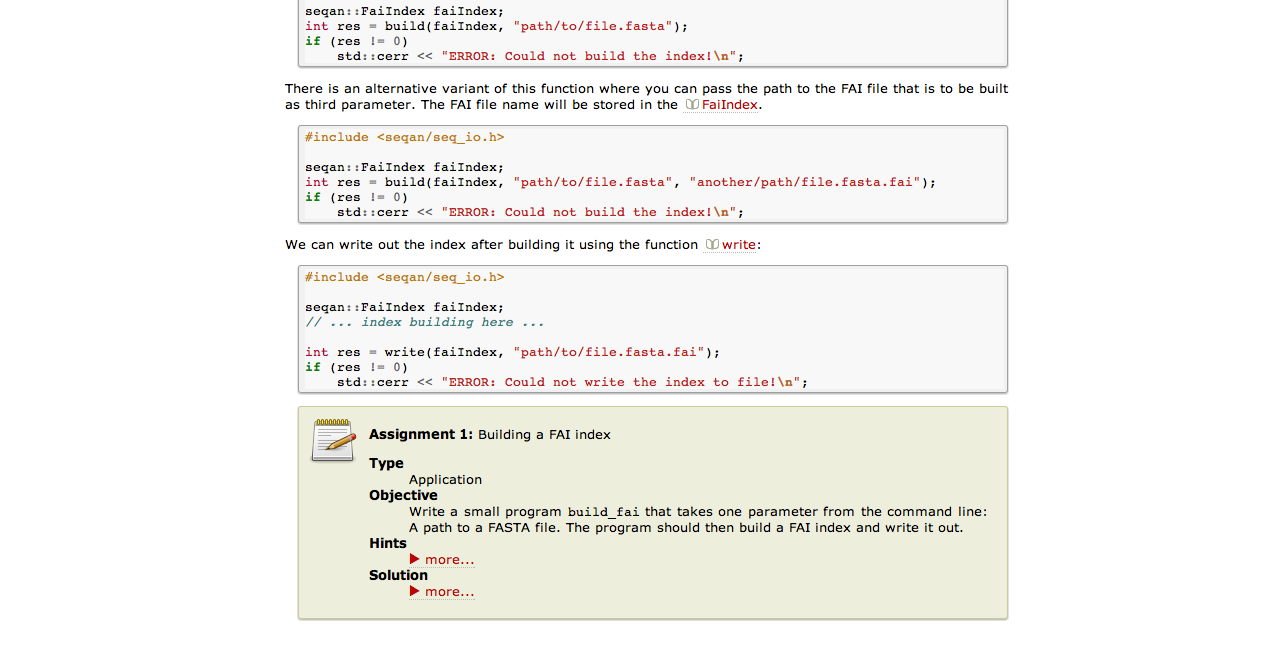 seqan::FaiIndex faiIndex;
int res = build(faiIndex, "path/to/file.fasta");
if (res != 0)
    std::cerr << "ERROR: Could not build the index!\n";
There is an alternative variant of this function where you can pass the path to the FAI file that is to be built
as third parameter. The FAI file name will be stored in the FaiIndex.
#include <seqan/seq_io.h>
seqan::FaiIndex faiIndex;
int res = build(faiIndex, "path/to/file.fasta", "another/path/file.fasta.fai");
if (res != 0)
    std::cerr << "ERROR: Could not build the index!\n";
We can write out the index after building it using the function write:
#include <seqan/seq_io.h>
seqan::FaiIndex faiIndex;
// ... index building here ...
int res = write(faiIndex, "path/to/file.fasta.fai");
if (res != 0)
    std::cerr << "ERROR: Could not write the index to file!\n";
Assignment 1: Building a FAI index
Type
Application
Objective
Write a small program build_fai that takes one parameter from the command line:
A path to a FASTA file. The program should then build a FAI index and write it out.
Hints
▶ more...
Solution
▶ more...